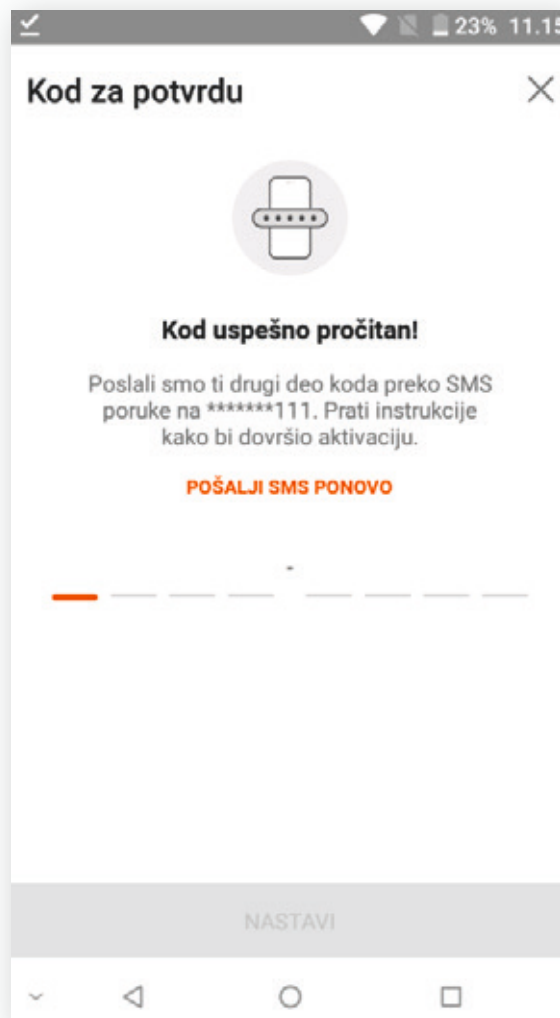 23% 11.15
Kod za potvrdu
Kod uspešno pročitan!
Poslali smo ti drugi deo koda preko SMS
poruke na *******111. Prati instrukcije
kako bi dovršio aktivaciju.
POŠALJI SMS PONOVO
-
NASTAVI